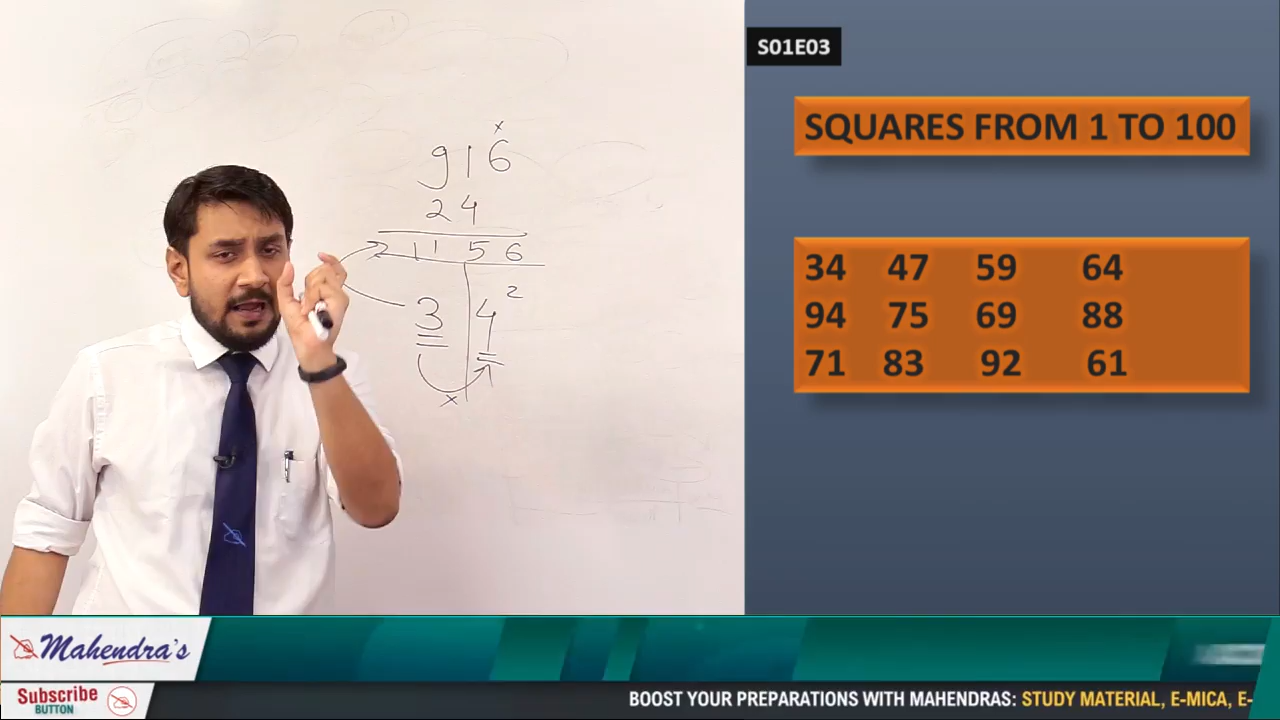 S01E03
SQUARES FROM 1 TO 100
34 47 59 64
94 75 69 88
71 83 92 61
x
916
24
1156
3 4 2
x
Mahendra's
Subscribe
BUTTON
BOOST YOUR PREPARATIONS WITH MAHENDRAS: STUDY MATERIAL, E-MICA, E-